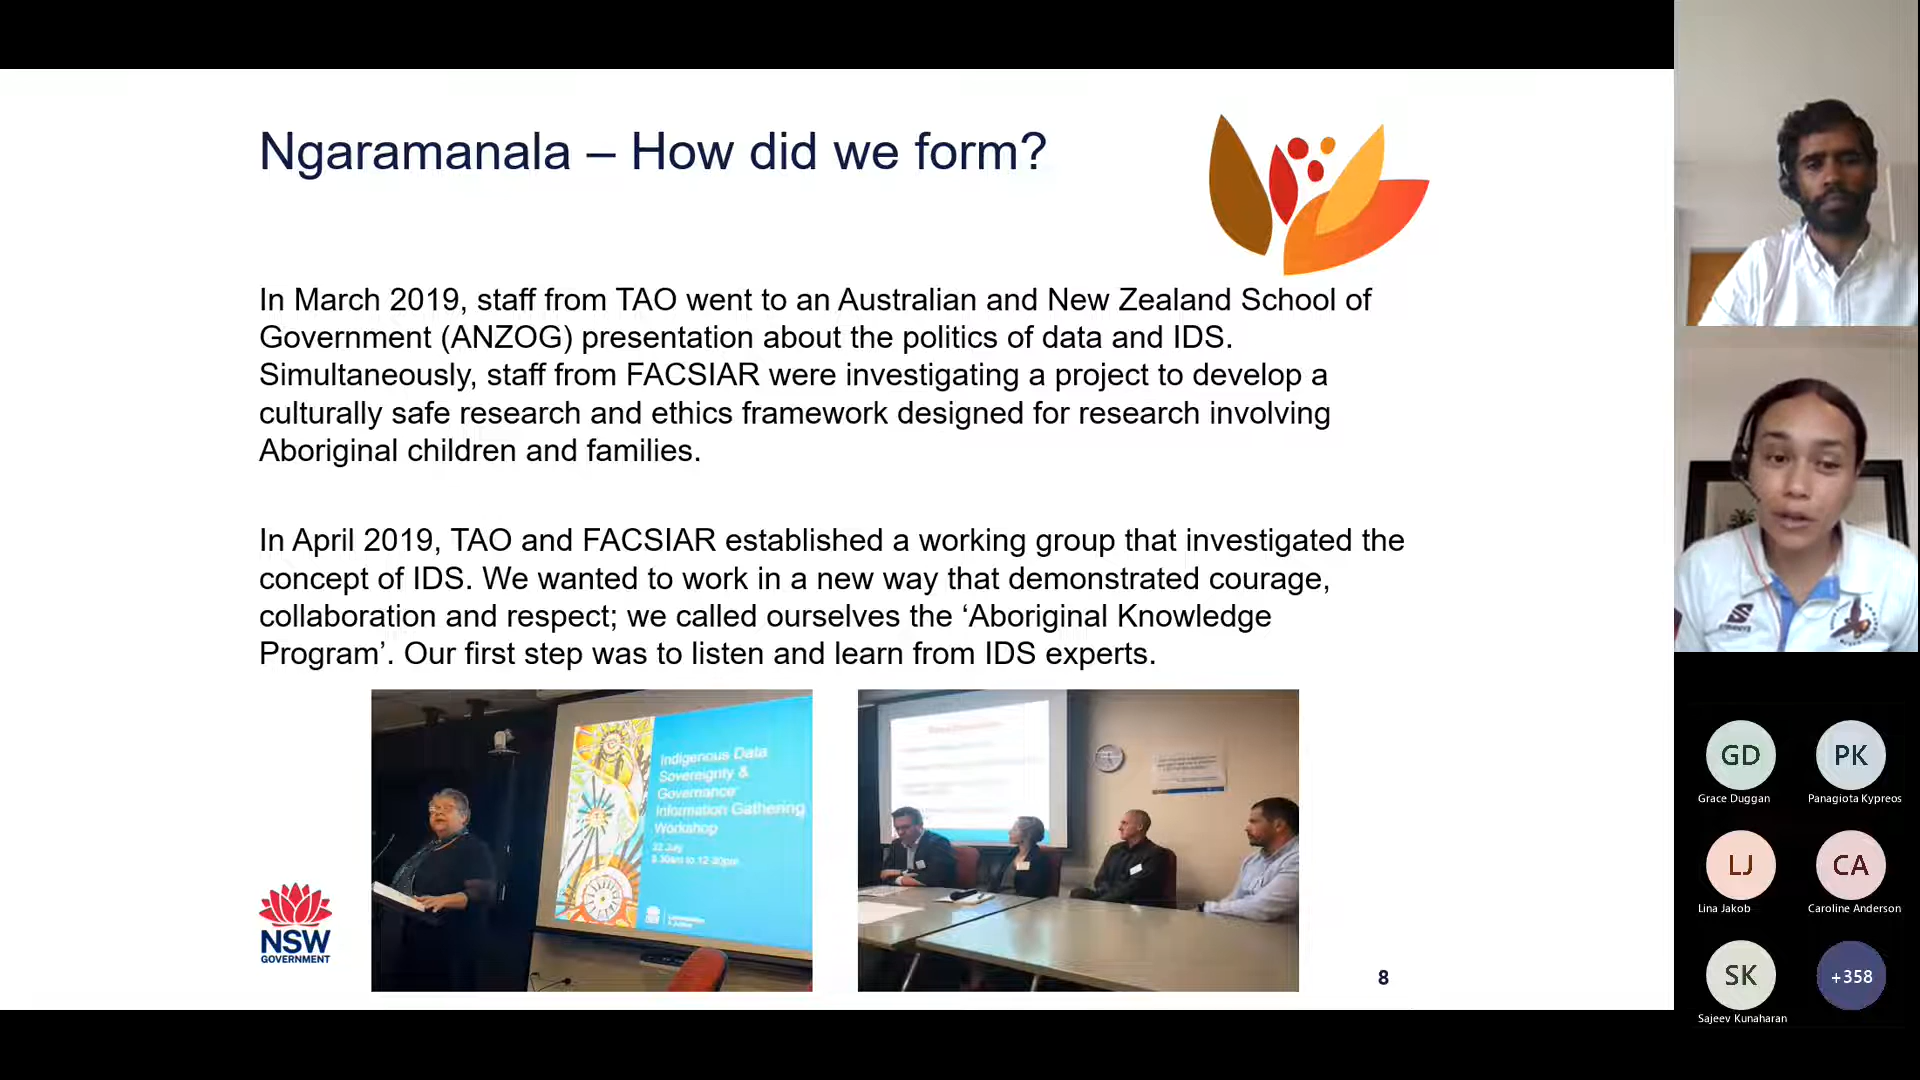 Ngaramanala – How did we form?
In March 2019, staff from TAO went to an Australian and New Zealand School of
Government (ANZOG) presentation about the politics of data and IDS.
Simultaneously, staff from FACSIAR were investigating a project to develop a
culturally safe research and ethics framework designed for research involving
Aboriginal children and families.
In April 2019, TAO and FACSIAR established a working group that investigated the
concept of IDS. We wanted to work in a new way that demonstrated courage,
collaboration and respect; we called ourselves the ‘Aboriginal Knowledge
Program’. Our first step was to listen and learn from IDS experts.
Indigenous Data
Sovereignty &
Governance
Information Gathering
Workshop
22 July
NSW
GOVERNMENT
8
GD
Grace Duggan
PK
Panagiota Kypreos
LJ
Lina Jakob
CA
Caroline Anderson
SK
Sajeev Kunaharan
+358